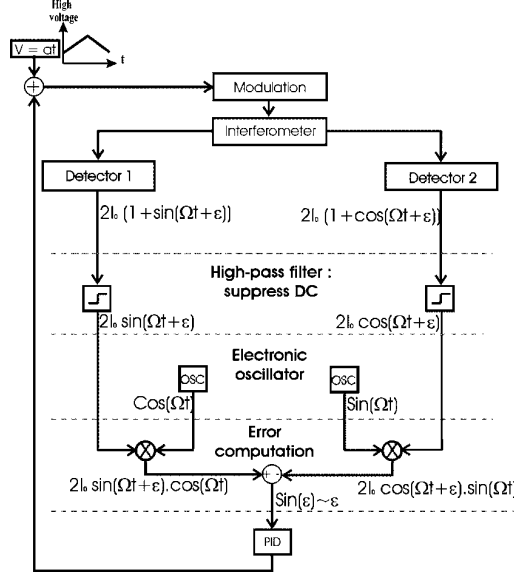 High
voltage
V = at
t
+
Modulation
Interferometer
Detector 1
Detector 2
2I₀ (1+sin(Ωt+ε))
2I₀ (1+cos(Ωt+ε))
High-pass filter :
suppress DC
2I₀ sin(Ωt+ε)
2I₀ cos(Ωt+ε)
Electronic
oscillator
OSC
OSC
Cos(Ωt)
Sin(Ωt)
Error
computation
X
X
+ -
2I₀ sin(Ωt+ε).cos(Ωt)
2I₀ cos(Ωt+ε).sin(Ωt)
Sin(ε)~ε
PID